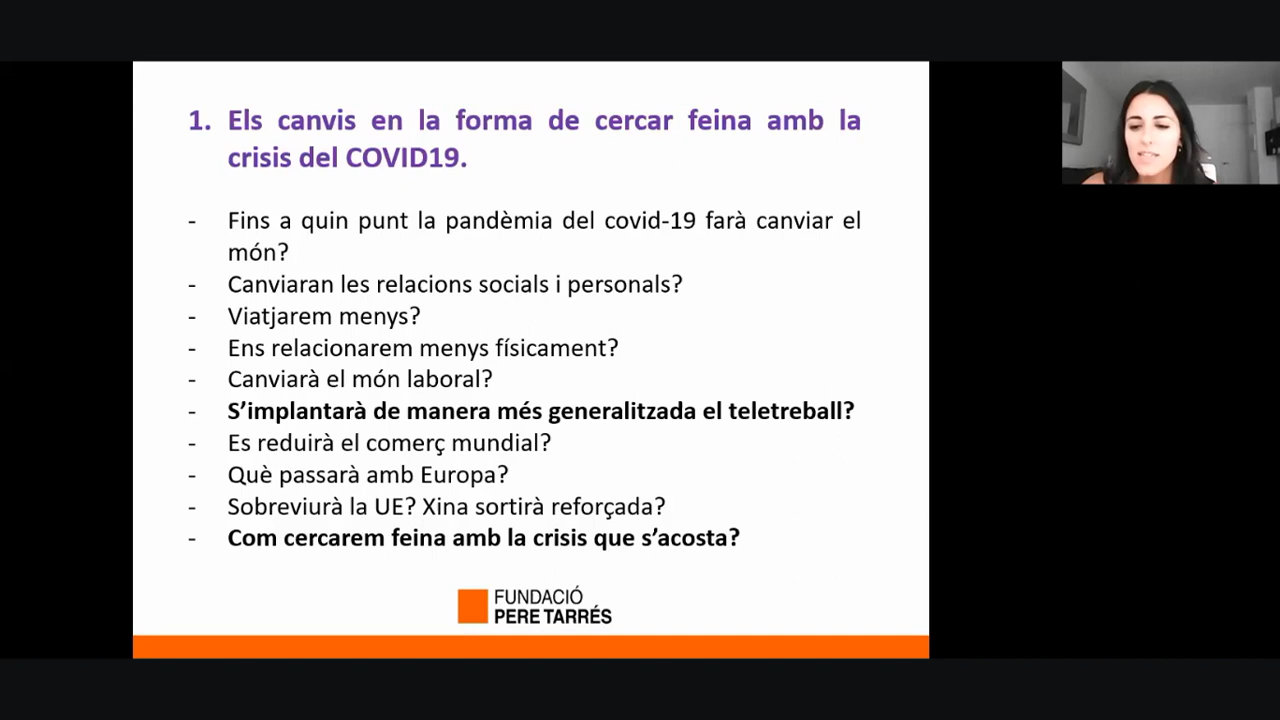 1. Els canvis en la forma de cercar feina amb la
crisis del COVID19.
- Fins a quin punt la pandèmia del covid-19 farà canviar el
món?
- Canviaran les relacions socials i personals?
- Viatjarem menys?
- Ens relacionarem menys físicament?
- Canviarà el món laboral?
- S’implantarà de manera més generalitzada el teletreball?
- Es reduirà el comerç mundial?
- Què passarà amb Europa?
- Sobreviurà la UE? Xina sortirà reforçada?
- Com cercarem feina amb la crisis que s’acosta?
FUNDACIÓ
PERE TARRÉS